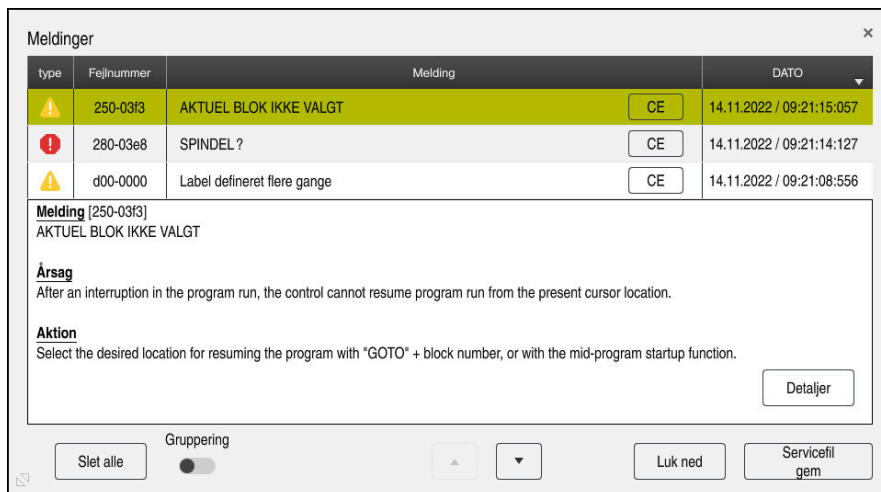 Meldinger
type Fejlnummer Melding DATO
250-03f3 AKTUEL BLOK IKKE VALGT CE 14.11.2022 / 09:21:15:057
280-03e8 SPINDEL ? CE 14.11.2022 / 09:21:14:127
d00-0000 Label defineret flere gange CE 14.11.2022 / 09:21:08:556
Melding [250-03f3]
AKTUEL BLOK IKKE VALGT
Årsag
After an interruption in the program run, the control cannot resume program run from the present cursor location.
Aktion
Select the desired location for resuming the program with "GOTO" + block number, or with the mid-program startup function.
Detaljer
Slet alle
Gruppering
Luk ned
Servicefil
gem